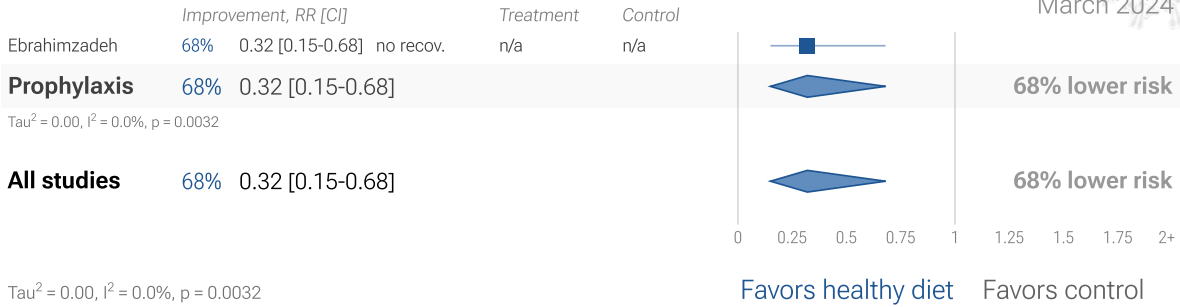 March 2024
Improvement, RR [CI] Treatment Control
Ebrahimzadeh 68% 0.32 [0.15-0.68] no recov. n/a n/a
Prophylaxis 68% 0.32 [0.15-0.68] 68% lower risk
Tau² = 0.00, I² = 0.0%, p = 0.0032
All studies 68% 0.32 [0.15-0.68] 68% lower risk
0 0.25 0.5 0.75 1 1.25 1.5 1.75 2+
Tau² = 0.00, I² = 0.0%, p = 0.0032 Favors healthy diet Favors control